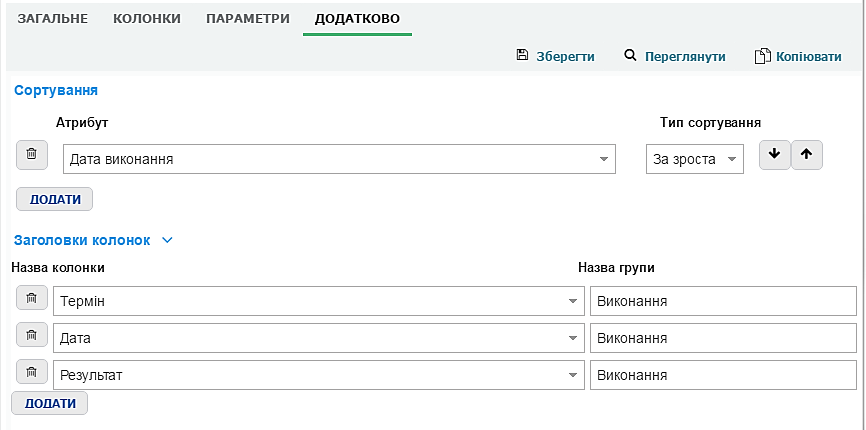 ЗАГАЛЬНЕ КОЛОНКИ ПАРАМЕТРИ ДОДАТКОВО
Зберегти Переглянути Копіювати
Сортування
Атрибут Тип сортування
Дата виконання За зроста
ДОДАТИ
Заголовки колонок
Назва колонки Назва групи
Термін Виконання
Дата Виконання
Результат Виконання
ДОДАТИ